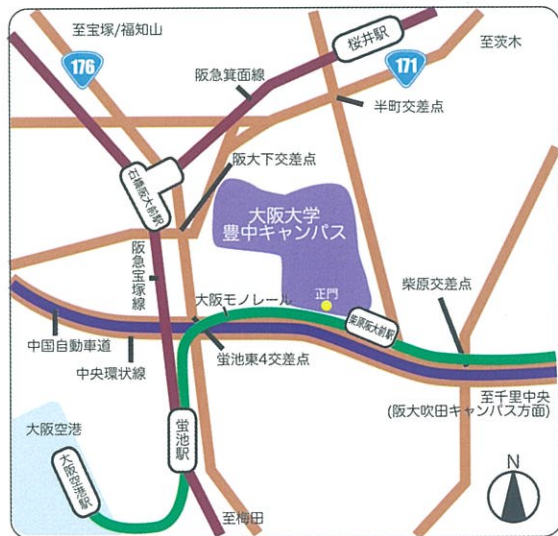 至宝塚/福知山
176
桜井駅
171
至茨木
阪急箕面線
半町交差点
阪大下交差点
石橋阪大前駅
大阪大学
豊中キャンパス
阪急宝塚線
柴原交差点
大阪モノレール
正門
柴原阪大前駅
中国自動車道
中央環状線
蛍池東4交差点
至千里中央
(阪大吹田キャンパス方面)
大阪空港
蛍池駅
大阪空港駅
至梅田
N